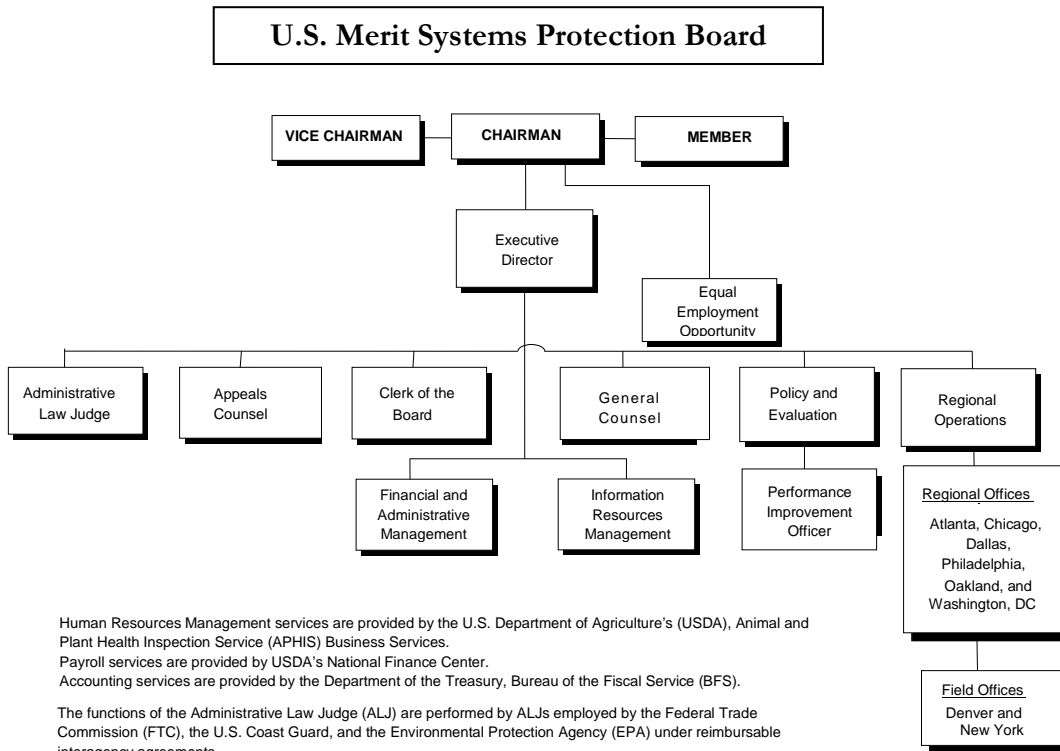 U.S. Merit Systems Protection Board
VICE CHAIRMAN
CHAIRMAN
MEMBER
Executive
Director
Equal
Employment
Opportunity
Administrative
Law Judge
Appeals
Counsel
Clerk of the
Board
General
Counsel
Policy and
Evaluation
Regional
Operations
Financial and
Administrative
Management
Information
Resources
Management
Performance
Improvement
Officer
Regional Offices
Atlanta, Chicago,
Dallas,
Philadelphia,
Oakland, and
Washington, DC
Field Offices
Denver and
New York
Human Resources Management services are provided by the U.S. Department of Agriculture’s (USDA), Animal and
Plant Health Inspection Service (APHIS) Business Services.
Payroll services are provided by USDA’s National Finance Center.
Accounting services are provided by the Department of the Treasury, Bureau of the Fiscal Service (BFS).
The functions of the Administrative Law Judge (ALJ) are performed by ALJs employed by the Federal Trade
Commission (FTC), the U.S. Coast Guard, and the Environmental Protection Agency (EPA) under reimbursable
interagency agreements